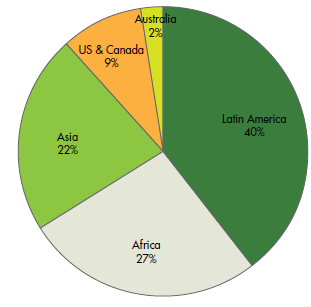 Australia
2%
US & Canada
9%
Latin America
40%
Asia
22%
Africa
27%